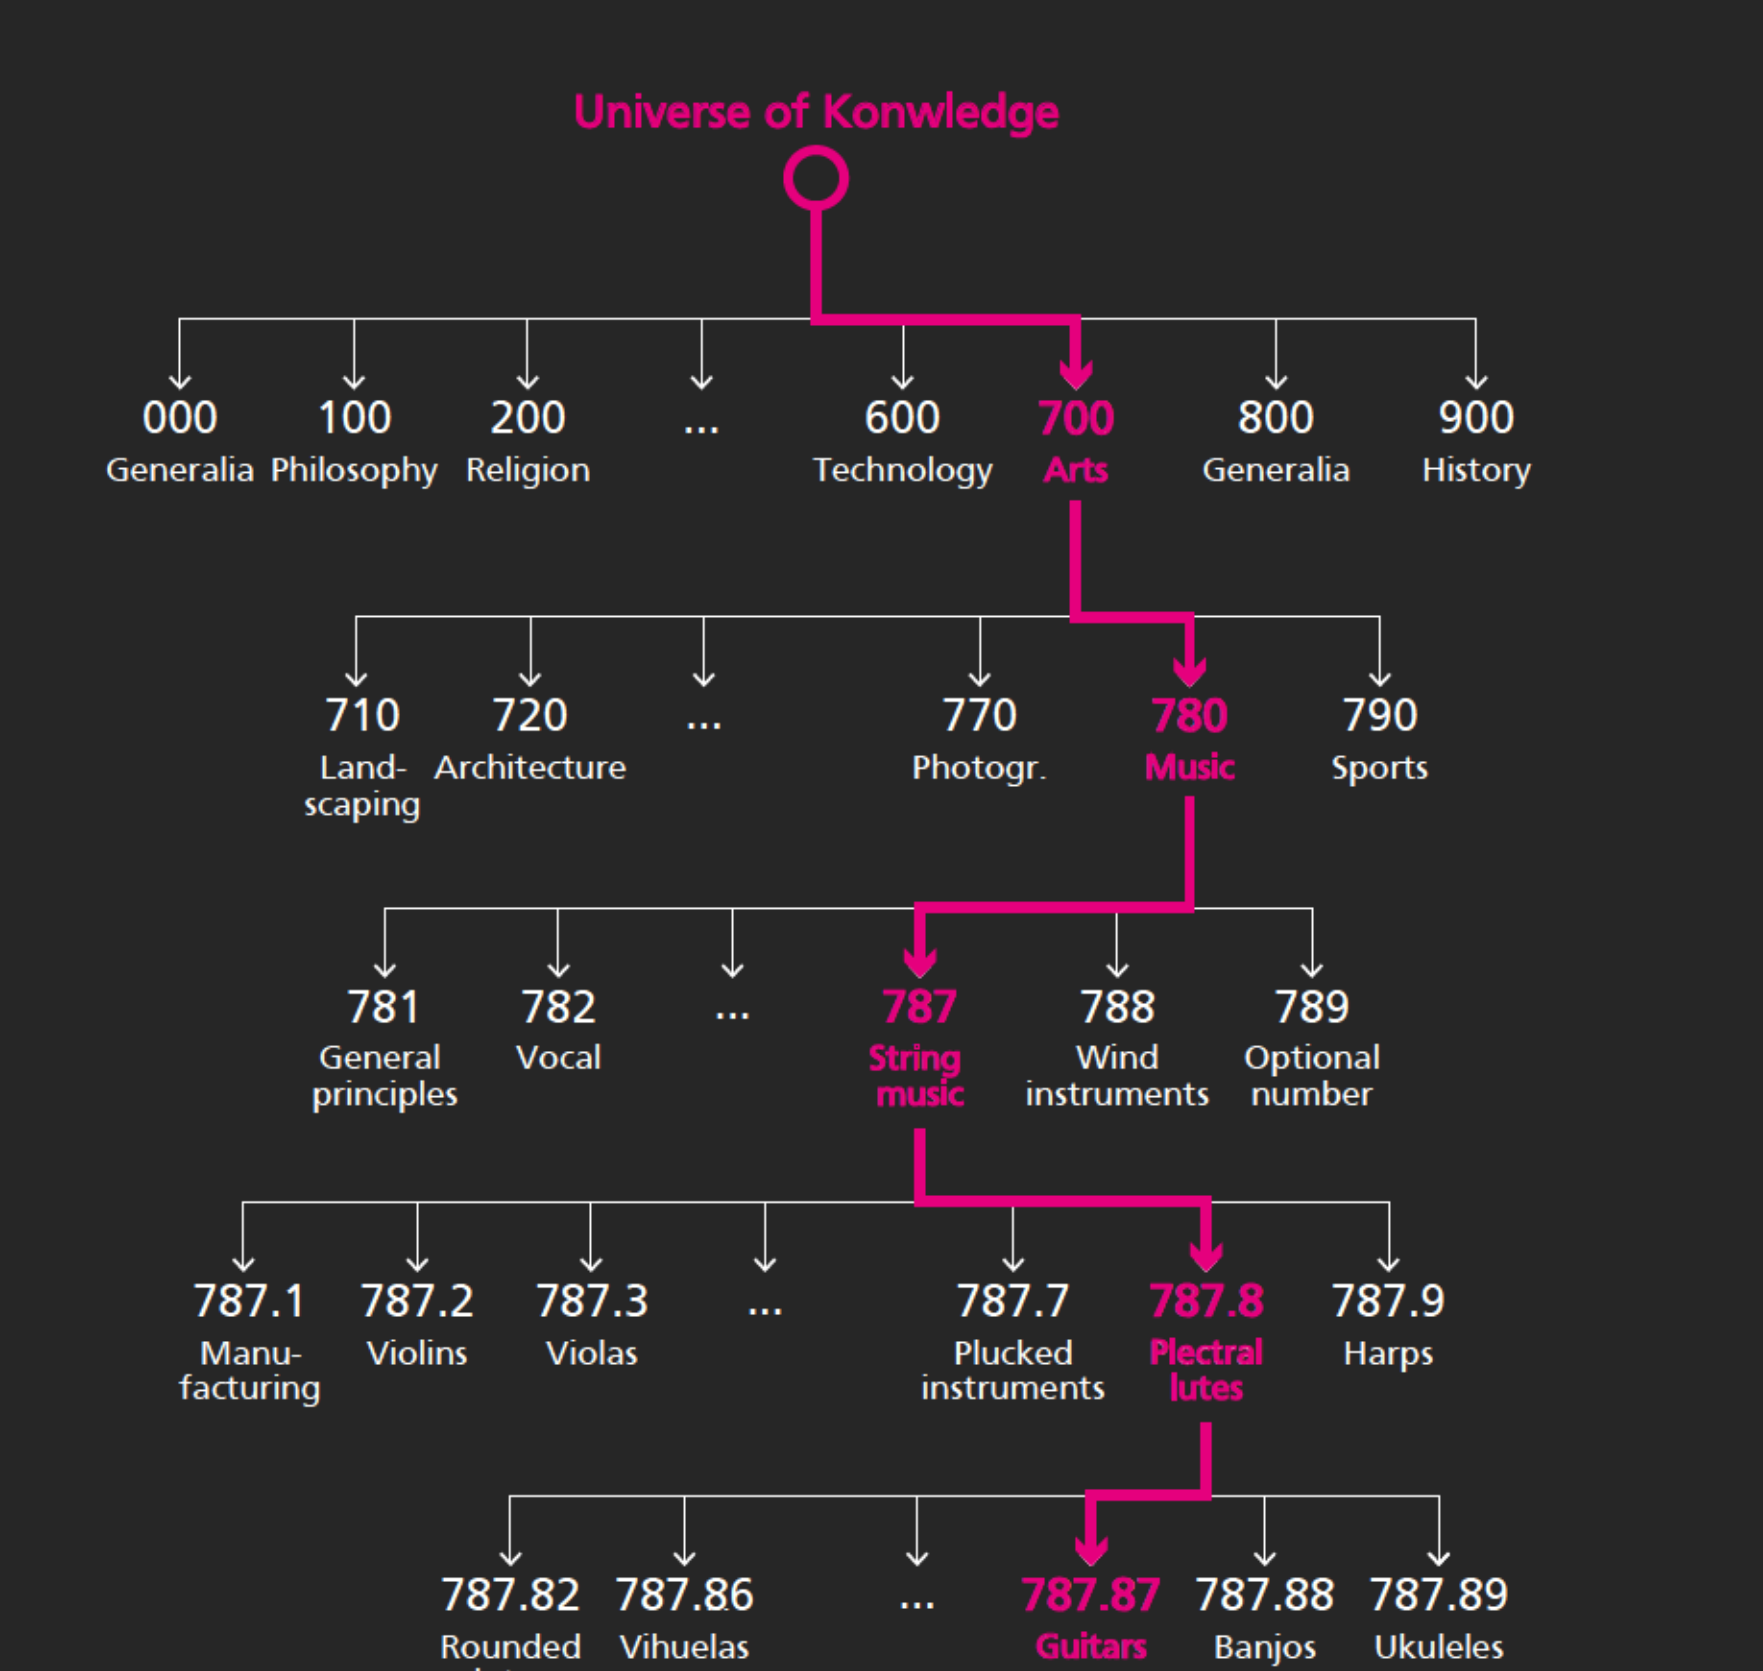 Universe of Konwledge
000 100 200 ... 600 700 800 900
Generalia Philosophy Religion Technology Arts Generalia History
710 720 ... 770 780 790
Land- Architecture Photogr. Music Sports
scaping
781 782 ... 787 788 789
General Vocal String Wind Optional
principles music instruments number
787.1 787.2 787.3 ... 787.7 787.8 787.9
Manu- Violins Violas Plucked Plectral Harps
facturing instruments lutes
787.82 787.86 ... 787.87 787.88 787.89
Rounded Vihuelas Guitars Banjos Ukuleles